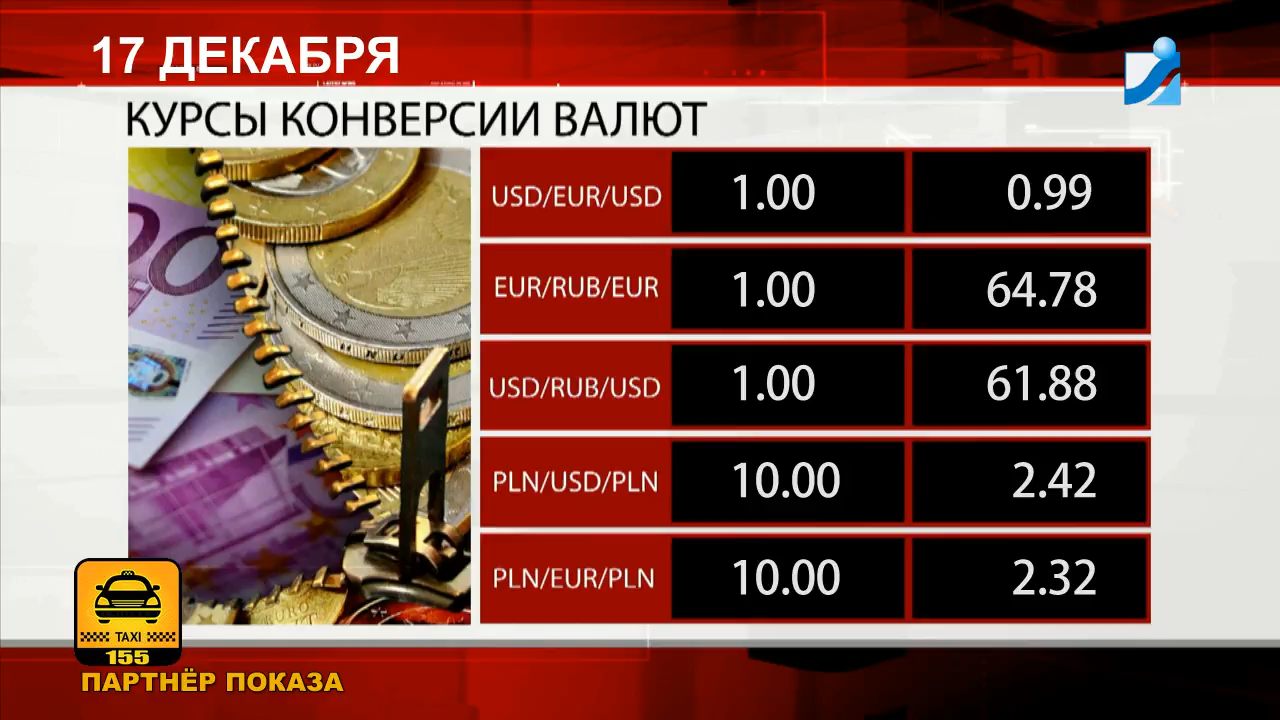 17 ДЕКАБРЯ
КУРСЫ КОНВЕРСИИ ВАЛЮТ
USD/EUR/USD 1.00 0.99
EUR/RUB/EUR 1.00 64.78
USD/RUB/USD 1.00 61.88
PLN/USD/PLN 10.00 2.42
PLN/EUR/PLN 10.00 2.32
TAXI
155
ПАРТНЁР ПОКАЗА